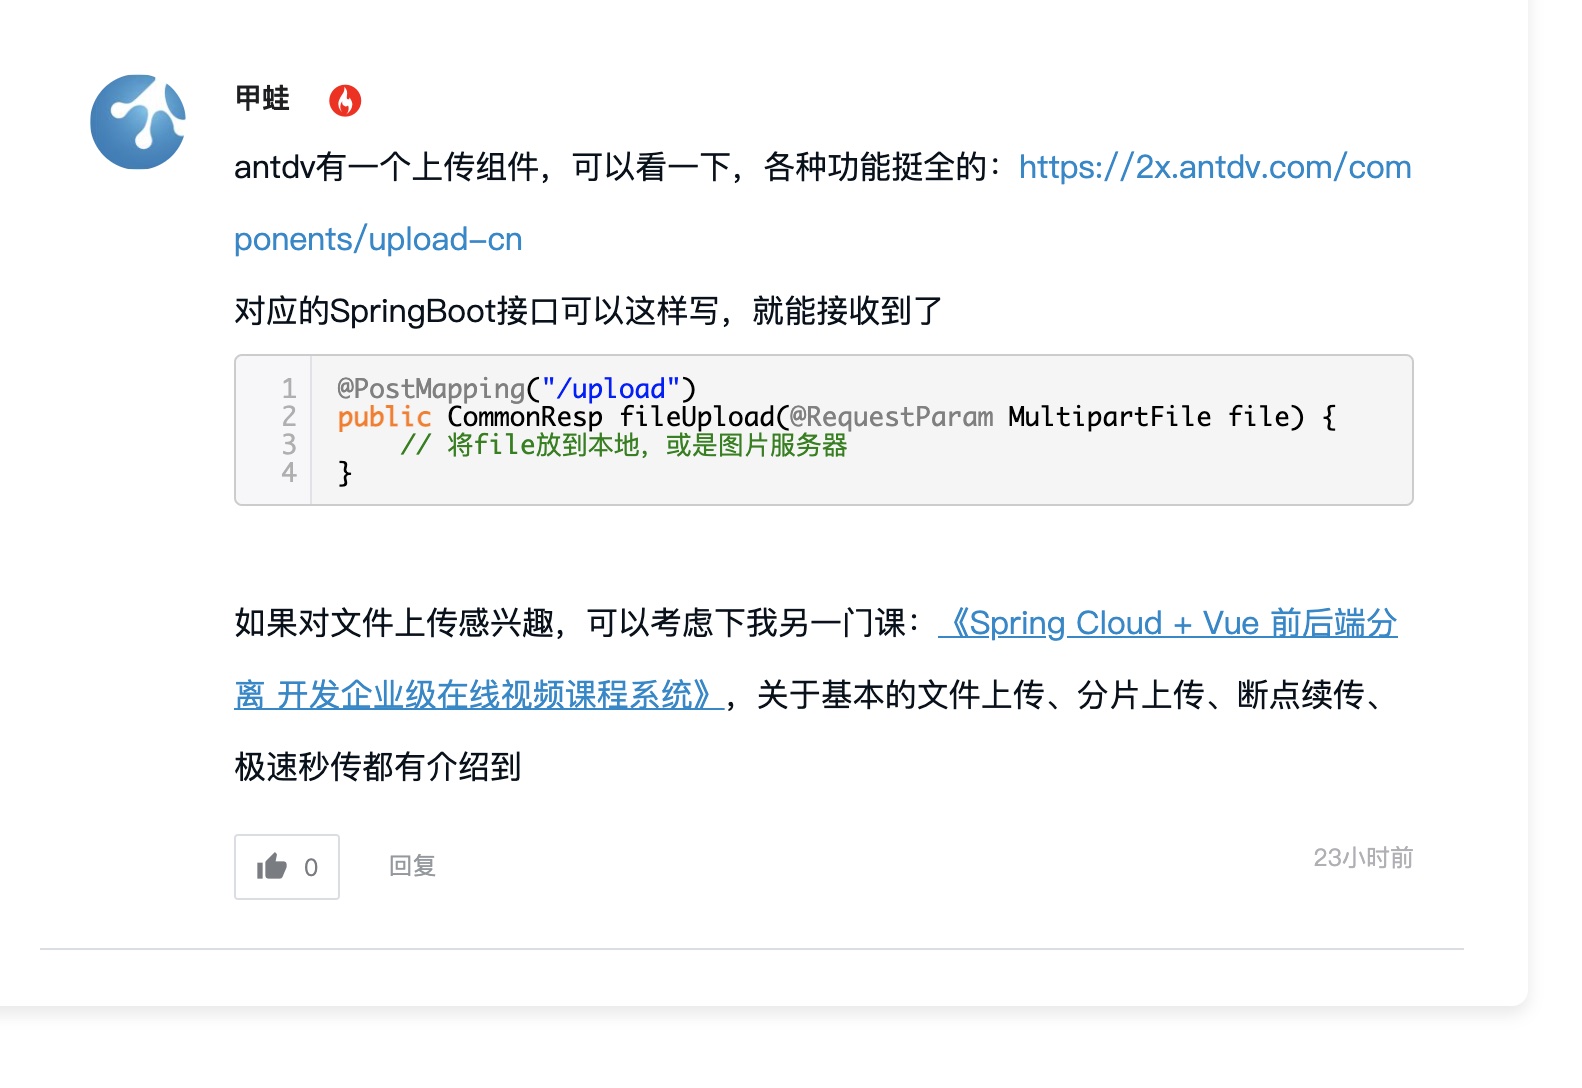 甲蛙
antdv有一个上传组件，可以看一下，各种功能挺全的：https://2x.antdv.com/com
ponents/upload-cn
对应的SpringBoot接口可以这样写，就能接收到了
1 @PostMapping("/upload")
2 public CommonResp fileUpload(@RequestParam MultipartFile file) {
3 // 将file放到本地，或是图片服务器
4 }
如果对文件上传感兴趣，可以考虑下我另一门课：《Spring Cloud + Vue 前后端分
离 开发企业级在线视频课程系统》，关于基本的文件上传、分片上传、断点续传、
极速秒传都有介绍到
0 回复 23小时前